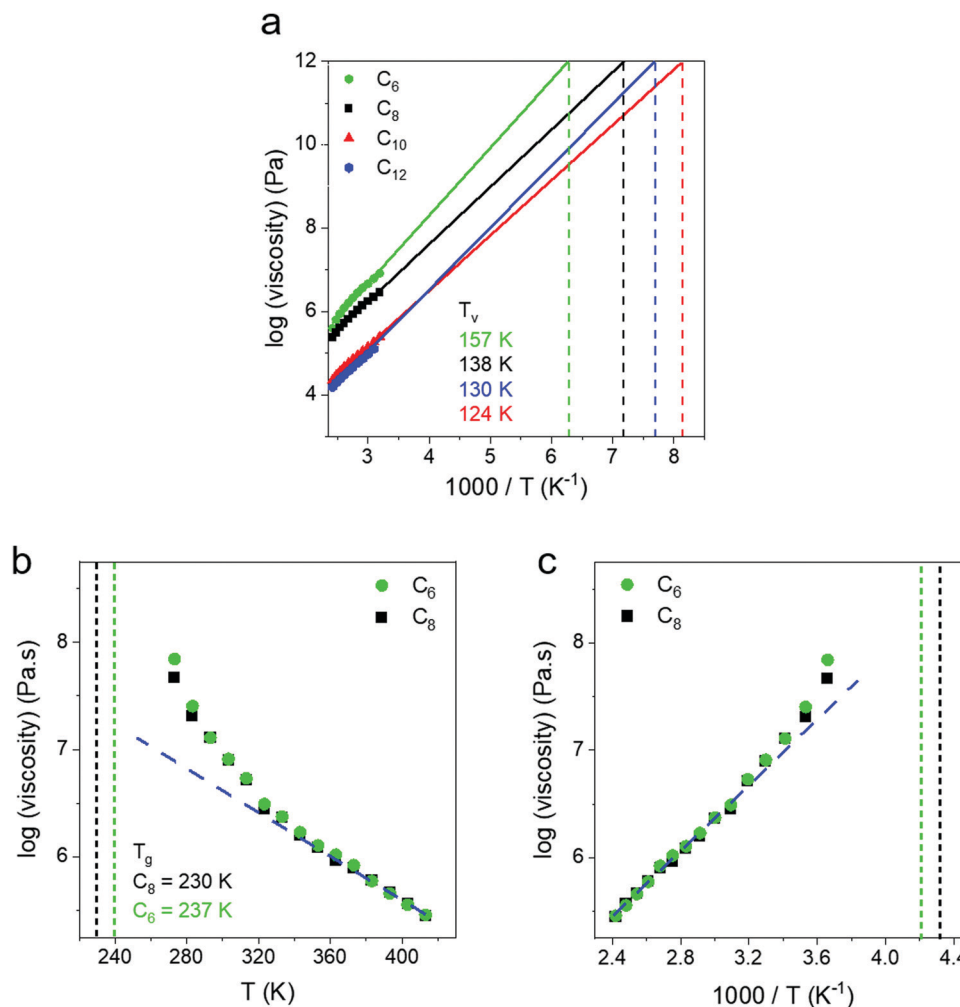 a
log (viscosity) (Pa)
12
10
6
4
C₆
C₈
C₁₀
C₁₂
Tᵥ
157 K
138 K
130 K
124 K
3 4 5 6 7 8
1000 / T (K⁻¹)
b
log (viscosity) (Pa.s)
8
7
6
C₆
C₈
T_g
C₈ = 230 K
C₆ = 237 K
240 280 320 360 400
T (K)
c
log (viscosity) (Pa.s)
8
7
6
C₆
C₈
2.4 2.8 3.2 3.6 4.0 4.4
1000 / T (K⁻¹)